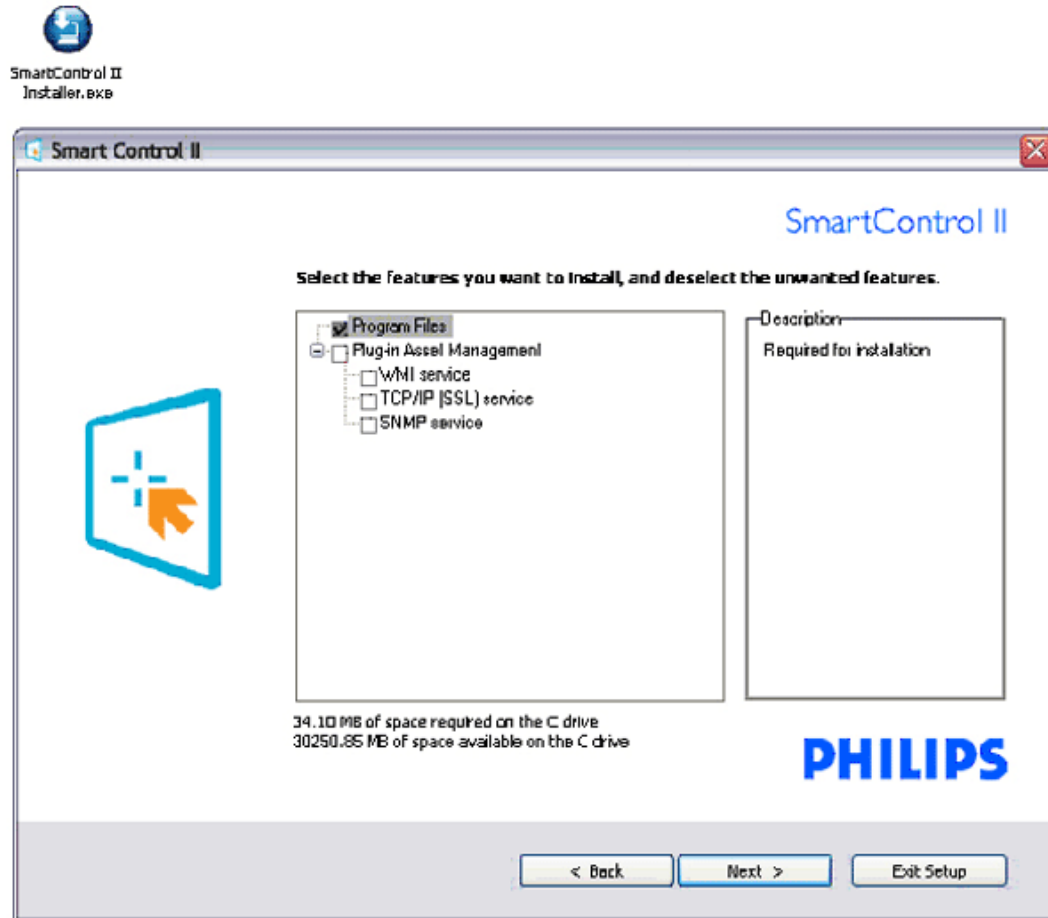 SmartControl II
Installer.exe
Smart Control II
SmartControl II
Select the features you want to install, and deselect the unwanted features.
Program Files
Plug-in Asset Management
WMI service
TCP/IP (SSL) service
SNMP service
Description
Required for installation
34.10 MB of space required on the C drive
30250.85 MB of space available on the C drive
PHILIPS
< Back
Next >
Exit Setup